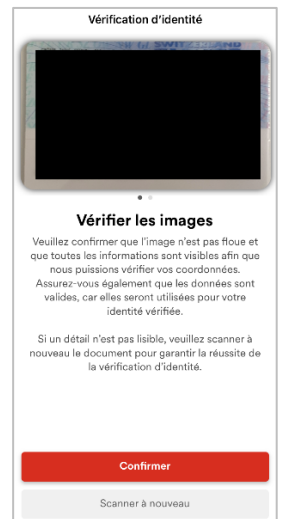 Vérification d'identité
SWITZERLAND
Vérifier les images
Veuillez confirmer que l'image n'est pas floue et
que toutes les informations sont visibles afin que
nous puissions vérifier vos coordonnées.
Assurez-vous également que les données sont
valides, car elles seront utilisées pour votre
identité vérifiée.
Si un détail n'est pas lisible, veuillez scanner à
nouveau le document pour garantir la réussite de
la vérification d'identité.
Confirmer
Scanner à nouveau